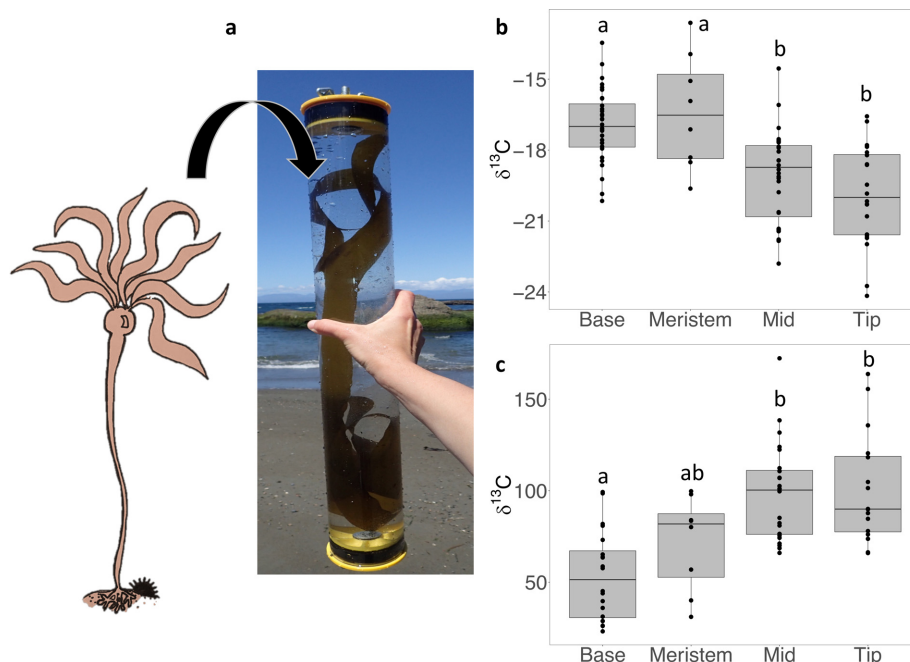 a
b
δ¹³C
−15
−18
−21
−24
a
a
b
b
Base
Meristem
Mid
Tip
c
δ¹³C
150
100
50
a
ab
b
b
Base
Meristem
Mid
Tip